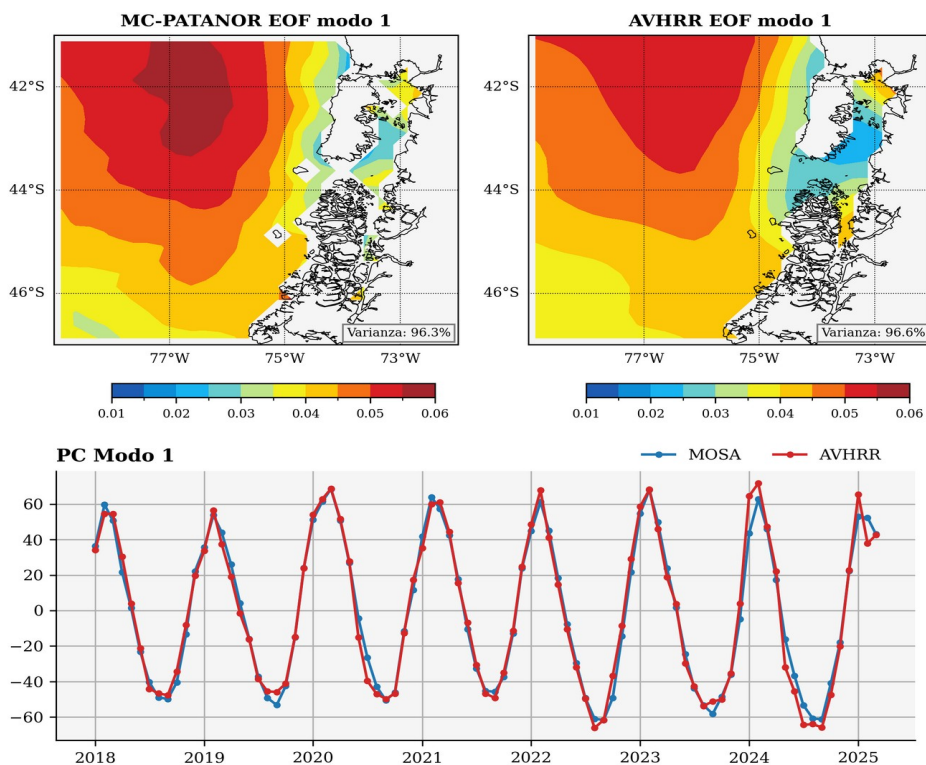 MC-PATANOR EOF modo 1
AVHRR EOF modo 1
42°S
44°S
46°S
77°W
75°W
73°W
Varianza: 96.3%
42°S
44°S
46°S
77°W
75°W
73°W
Varianza: 96.6%
0.01 0.02 0.03 0.04 0.05 0.06
0.01 0.02 0.03 0.04 0.05 0.06
PC Modo 1
MOSA
AVHRR
60
40
20
0
−20
−40
−60
2018 2019 2020 2021 2022 2023 2024 2025